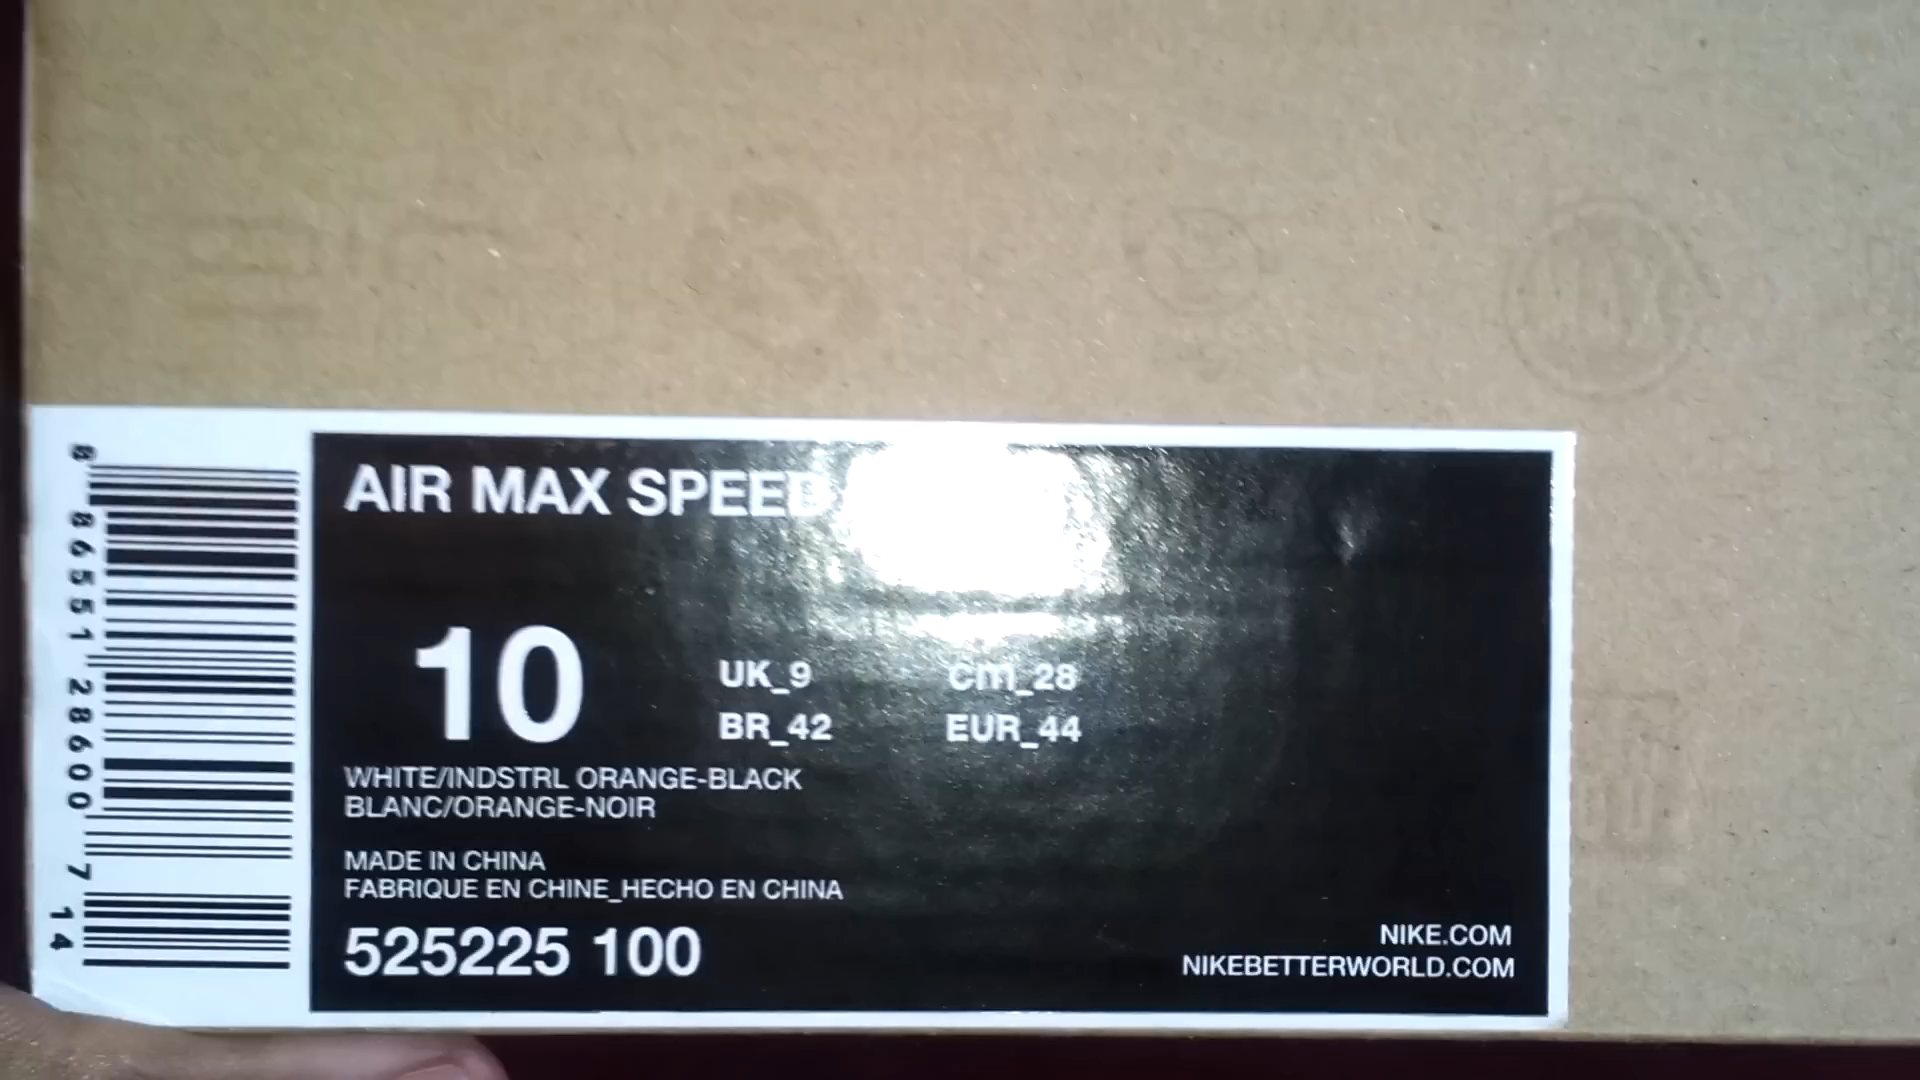 AIR MAX SPEED
10
UK_9 cm_28
BR_42 EUR_44
WHITE/INDSTRL ORANGE-BLACK
BLANC/ORANGE-NOIR
MADE IN CHINA
FABRIQUE EN CHINE_HECHO EN CHINA
525225 100
NIKE.COM
NIKEBETTERWORLD.COM
8 86551 28600 7
14